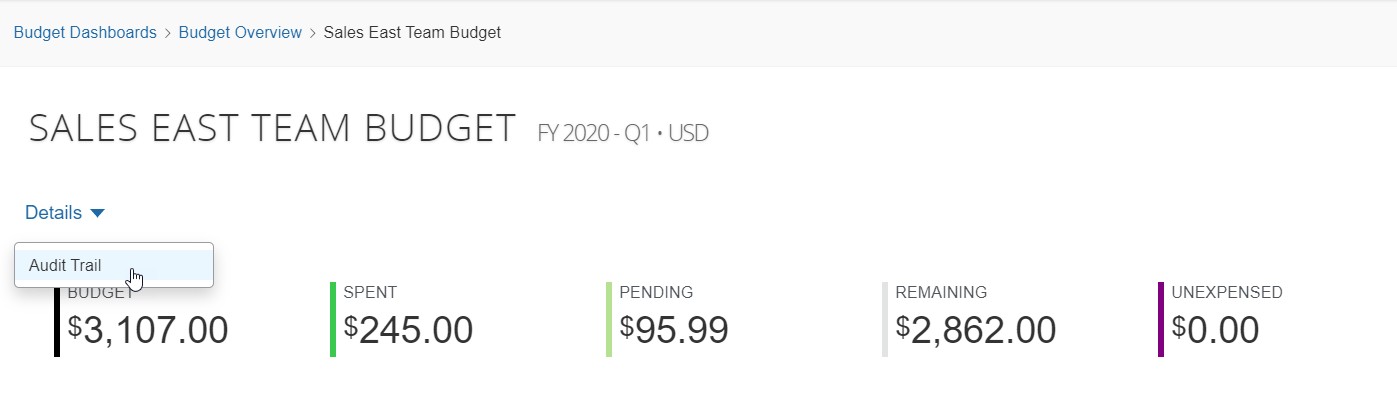 Budget Dashboards > Budget Overview > Sales East Team Budget
SALES EAST TEAM BUDGET FY 2020 - Q1 • USD
Details
Audit Trail
BUDGET SPENT PENDING REMAINING UNEXPENSED
$3,107.00 $245.00 $95.99 $2,862.00 $0.00